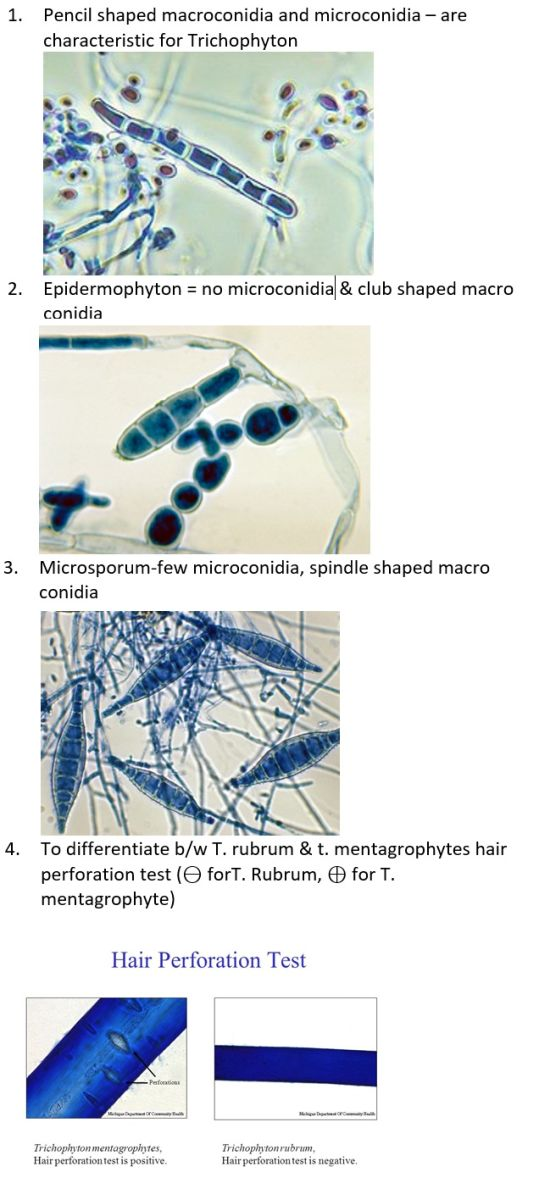 1. Pencil shaped macroconidia and microconidia – are
characteristic for Trichophyton
2. Epidermophyton = no microconidia & club shaped macro
conidia
3. Microsporum-few microconidia, spindle shaped macro
conidia
4. To differentiate b/w T. rubrum & t. mentagrophytes hair
perforation test (⊖ forT. Rubrum, ⊕ for T.
mentagrophyte)
Hair Perforation Test
Perforations
Michigan Department Of Community Health
Michigan Department Of Community Health
Trichophyton mentagrophytes,
Hair perforation test is positive.
Trichophyton rubrum,
Hair perforation test is negative.